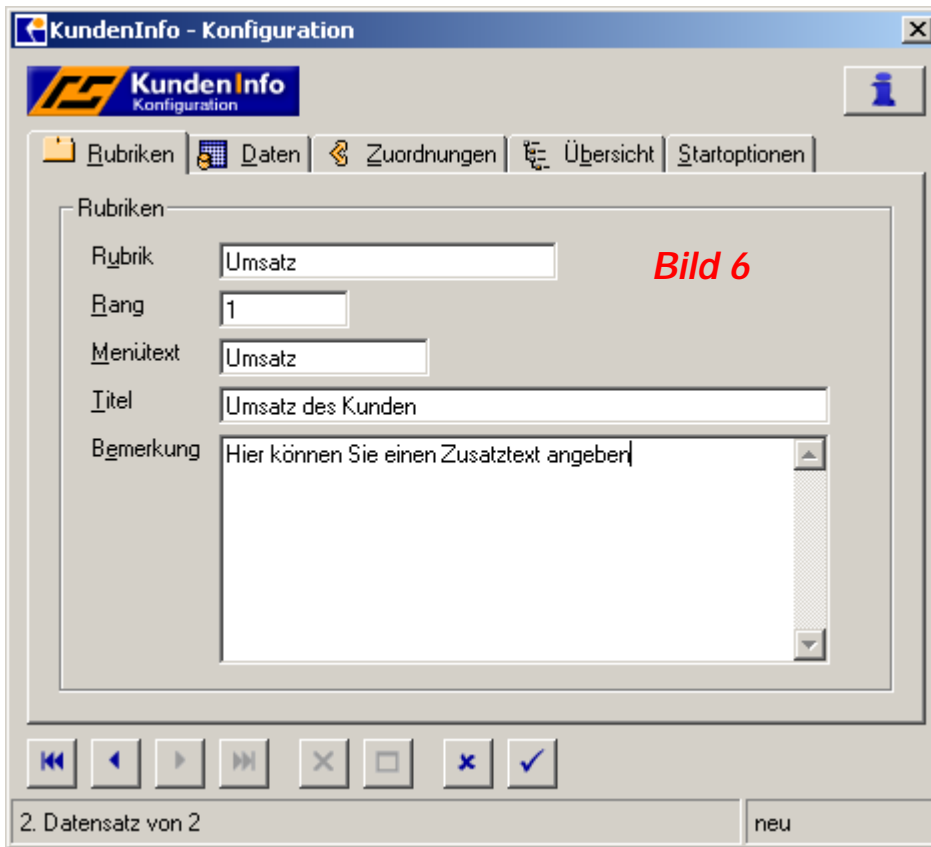 KundenInfo - Konfiguration
KundenInfo
Konfiguration
Rubriken Daten Zuordnungen Übersicht Startoptionen
Rubriken
Rubrik Umsatz
Bild 6
Rang 1
Menütext Umsatz
Titel Umsatz des Kunden
Bemerkung Hier können Sie einen Zusatztext angeben
2. Datensatz von 2 neu